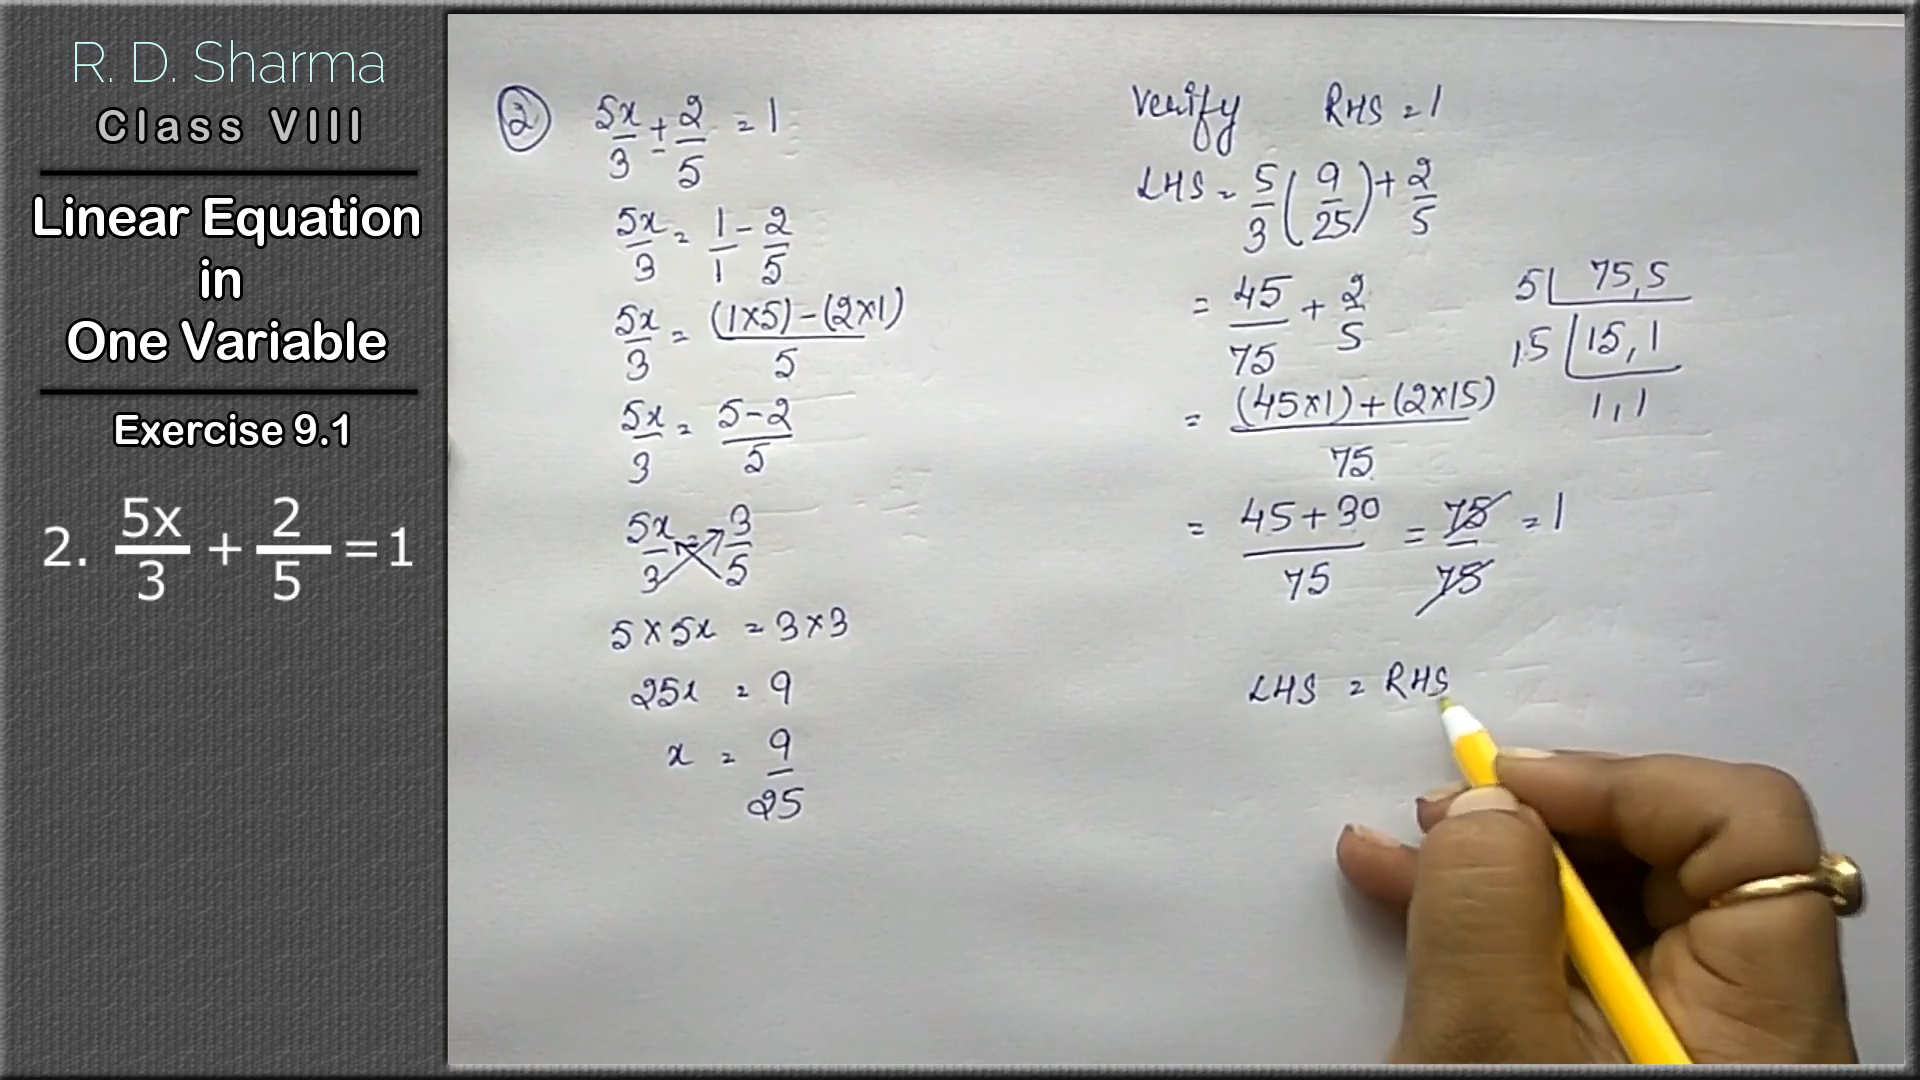 R. D. Sharma
Class VIII
Linear Equation
in
One Variable
Exercise 9.1
2. 5x/3 + 2/5 = 1
② 5x/3 + 2/5 = 1
5x/3 = 1/1 - 2/5
5x/3 = (1×5)-(2×1)/5
5x/3 = 5-2/5
5x/3 = 3/5
5×5x = 3×3
25x = 9
x = 9/25
Verify RHS = 1
LHS = 5/3 (9/25) + 2/5
= 45/75 + 2/5
= (45×1)+(2×15)/75
= 45+30/75 = 75/75 = 1
LHS = RHS
5 75,5
15 15,1
1,1